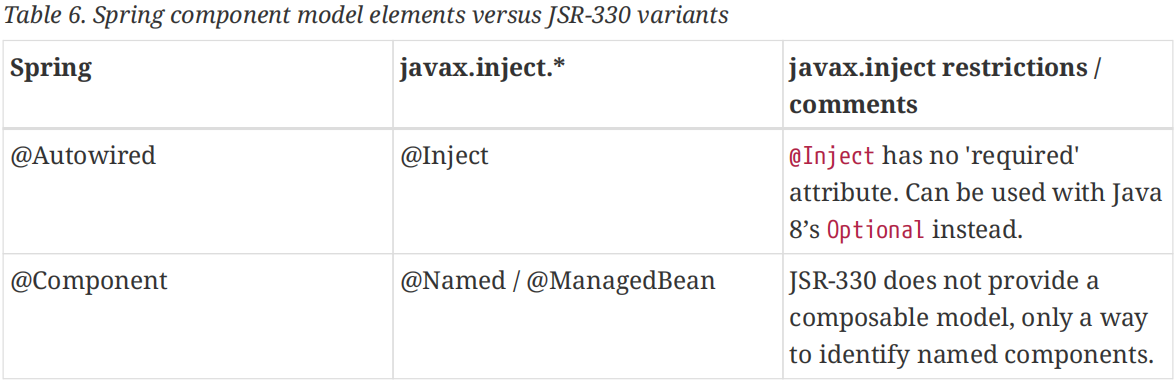 Table 6. Spring component model elements versus JSR-330 variants
Spring
javax.inject.*
javax.inject restrictions /
comments
@Autowired
@Inject
@Inject has no 'required'
attribute. Can be used with Java
8’s Optional instead.
@Component
@Named / @ManagedBean
JSR-330 does not provide a
composable model, only a way
to identify named components.